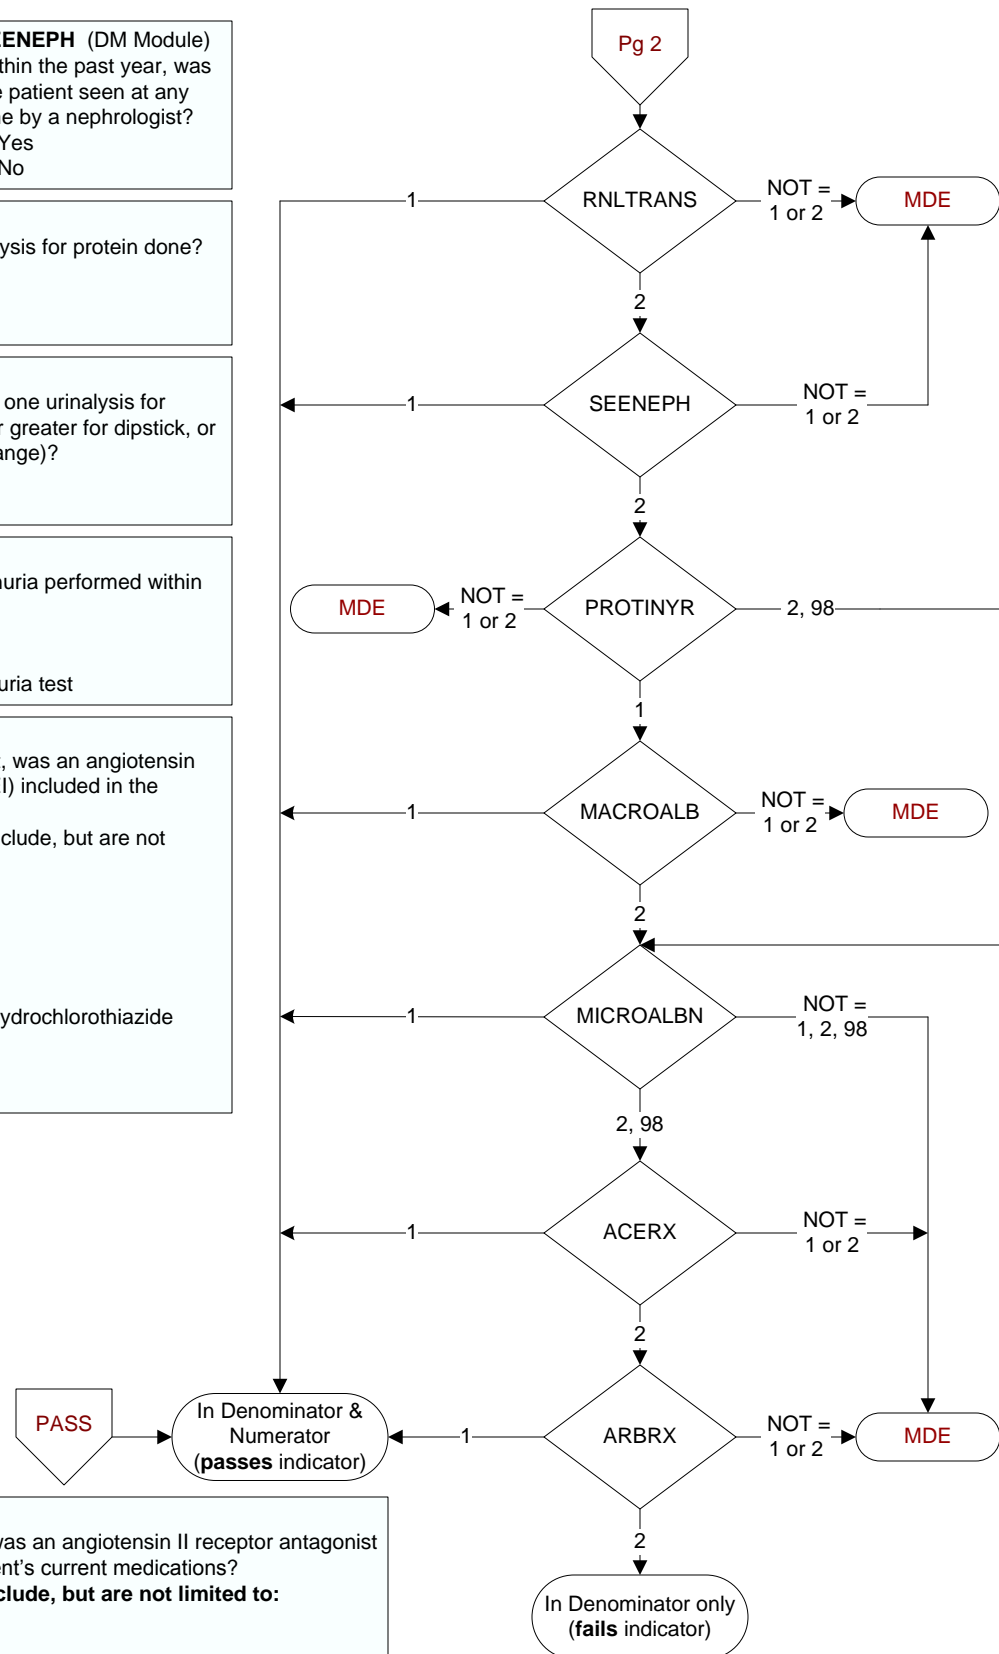 EENEPH (DM Module)
thin the past year, was
e patient seen at any
ne by a nephrologist?
Yes
No
ysis for protein done?
one urinalysis for
r greater for dipstick, or
ange)?
nuria performed within
uria test
, was an angiotensin
EI) included in the
clude, but are not
ydrochlorothiazide
Pg 2
RNLTRANS
1
NOT =
1 or 2
MDE
2
SEENEPH
1
NOT =
1 or 2
2
PROTINYR
MDE
NOT =
1 or 2
2, 98
1
MACROALB
1
NOT =
1 or 2
MDE
2
MICROALBN
1
NOT =
1, 2, 98
2, 98
ACERX
1
NOT =
1 or 2
2
ARBRX
1
NOT =
1 or 2
MDE
PASS
In Denominator &
Numerator
(passes indicator)
2
In Denominator only
(fails indicator)
was an angiotensin II receptor antagonist
ent's current medications?
clude, but are not limited to: